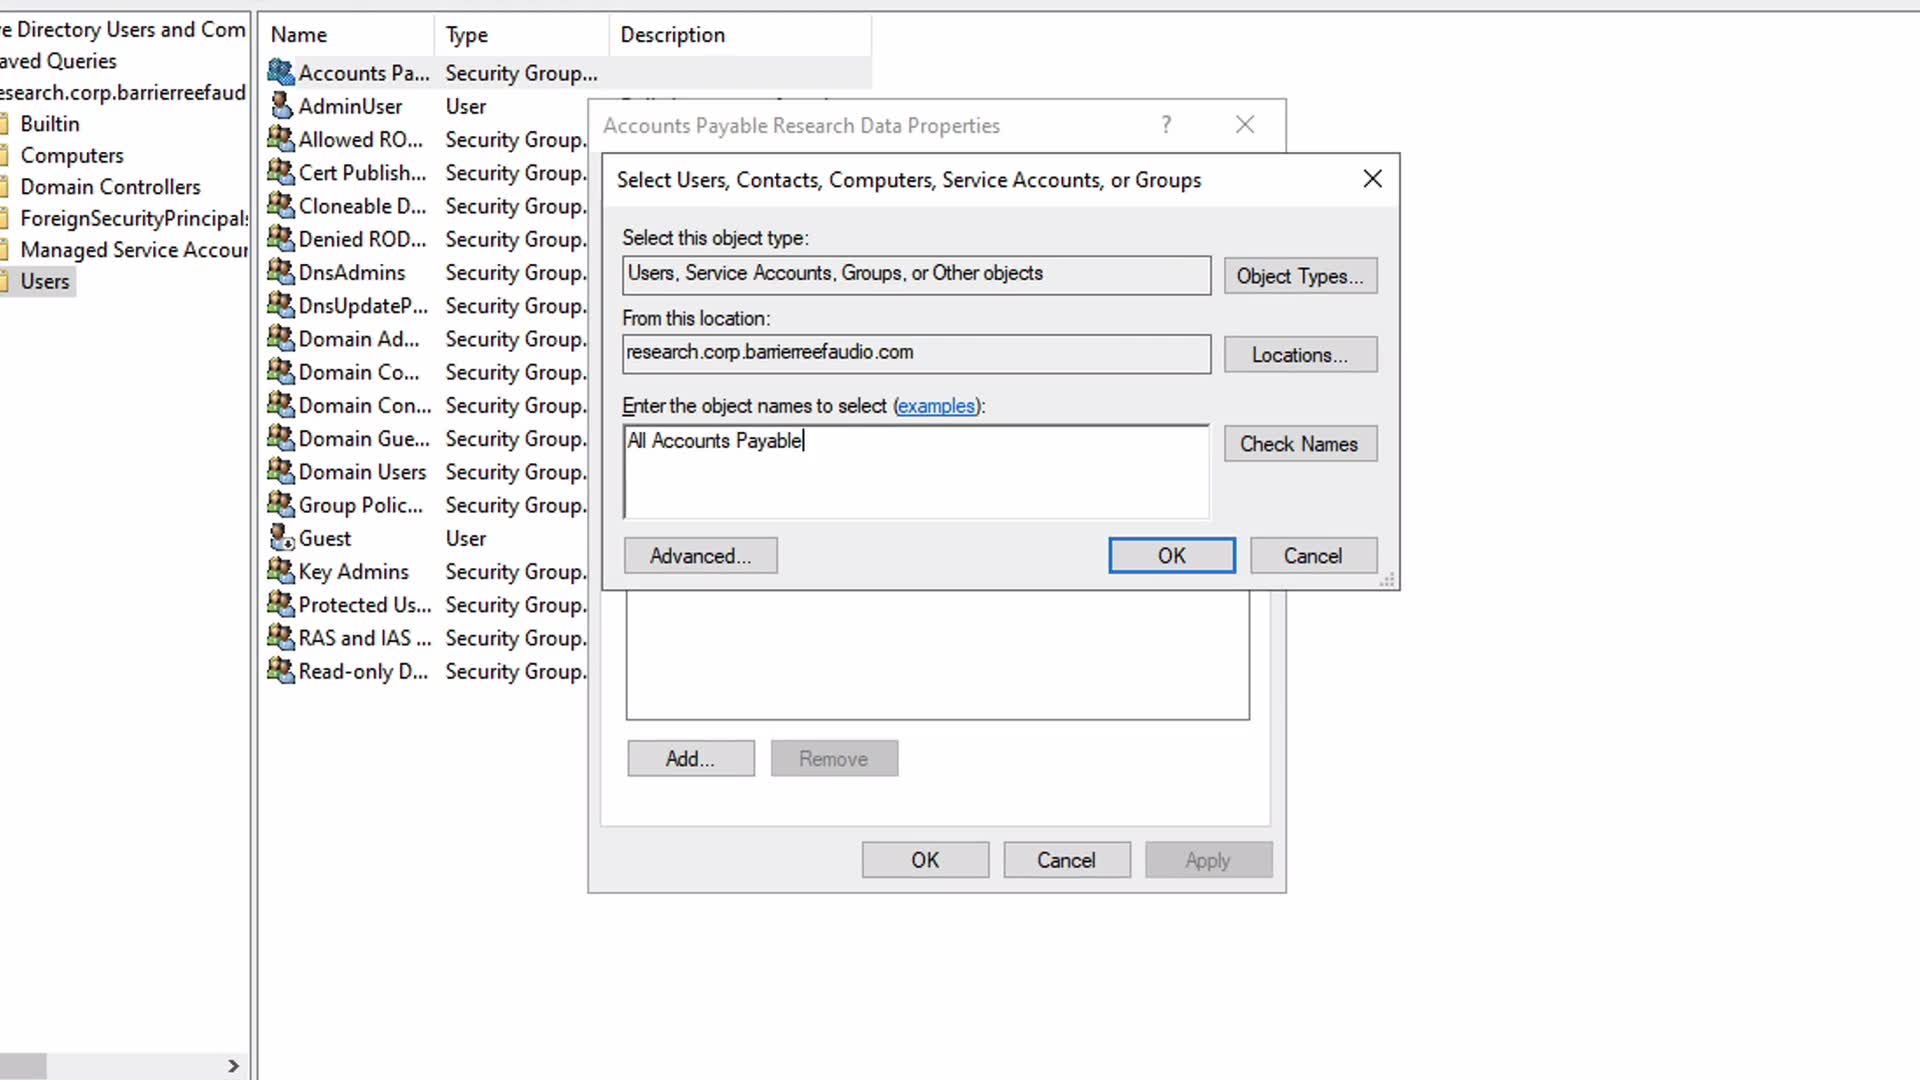 ve Directory Users and Com
aved Queries
esearch.corp.barrierreefaud
Builtin
Computers
Domain Controllers
ForeignSecurityPrincipals
Managed Service Accour
Users
Name Type Description
Accounts Pa... Security Group...
AdminUser User
Allowed RO... Security Group.
Cert Publish... Security Group.
Cloneable D... Security Group.
Denied ROD... Security Group.
DnsAdmins Security Group.
DnsUpdateP... Security Group.
Domain Ad... Security Group.
Domain Co... Security Group.
Domain Con... Security Group.
Domain Gue... Security Group.
Domain Users Security Group.
Group Polic... Security Group.
Guest User
Key Admins Security Group.
Protected Us... Security Group.
RAS and IAS ... Security Group.
Read-only D... Security Group.
Accounts Payable Research Data Properties ?
Select Users, Contacts, Computers, Service Accounts, or Groups
Select this object type:
Users, Service Accounts, Groups, or Other objects Object Types...
From this location:
research.corp.barrierreefaudio.com Locations...
Enter the object names to select (examples):
All Accounts Payable Check Names
Advanced... OK Cancel
Add... Remove
OK Cancel Apply